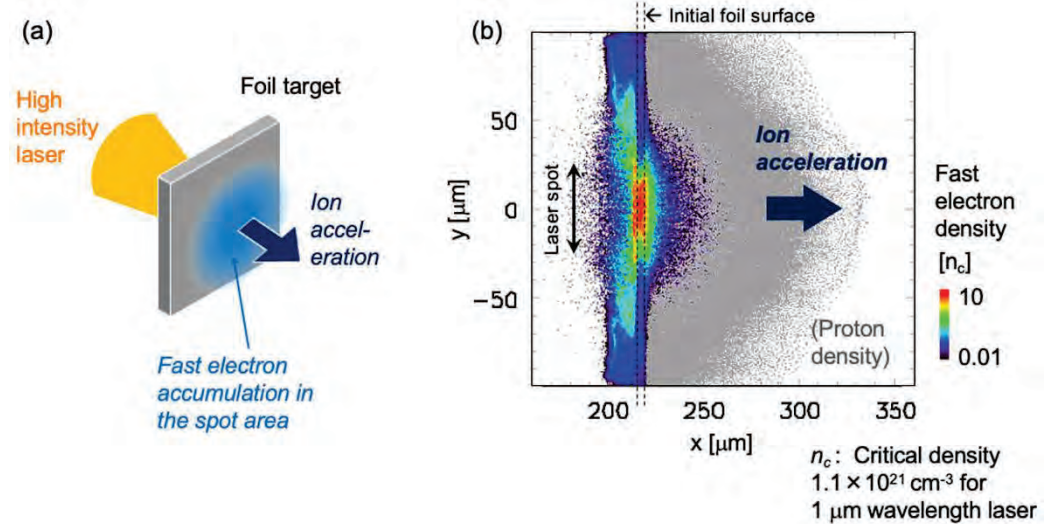 (a)
High
intensity
laser
Foil target
Ion
accel-
eration
Fast electron
accumulation in
the spot area
(b)
Initial foil surface
50
0
−50
y [μm]
Laser spot
Ion
acceleration
(Proton
density)
200
250
300
350
x [μm]
Fast
electron
density
[n_c]
10
0.01
n_c : Critical density
1.1 × 10²¹ cm⁻³ for
1 μm wavelength laser